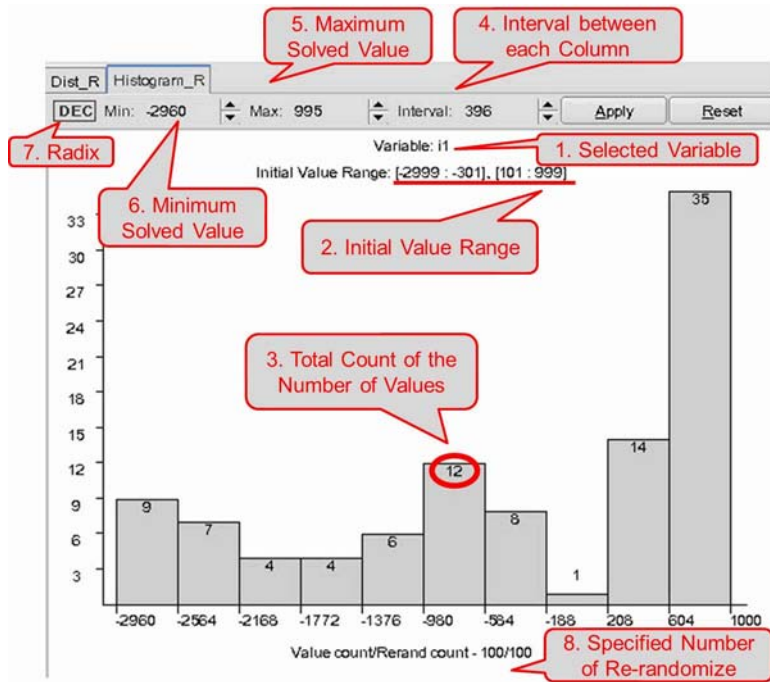 5. Maximum
Solved Value
4. Interval between
each Column
Dist_R Histogram_R
DEC Min: -2960 Max: 995 Interval: 396 Apply Reset
7. Radix
Variable: i1
1. Selected Variable
Initial Value Range: [-2999 : -301], [101 : 999]
6. Minimum
Solved Value
2. Initial Value Range
3. Total Count of the
Number of Values
33
30
27
24
21
18
15
12
9
6
3
9
7
4
4
6
12
8
1
14
35
-2960 -2564 -2168 -1772 -1376 -980 -584 -188 208 604 1000
Value count/Rerand count - 100/100
8. Specified Number
of Re-randomize